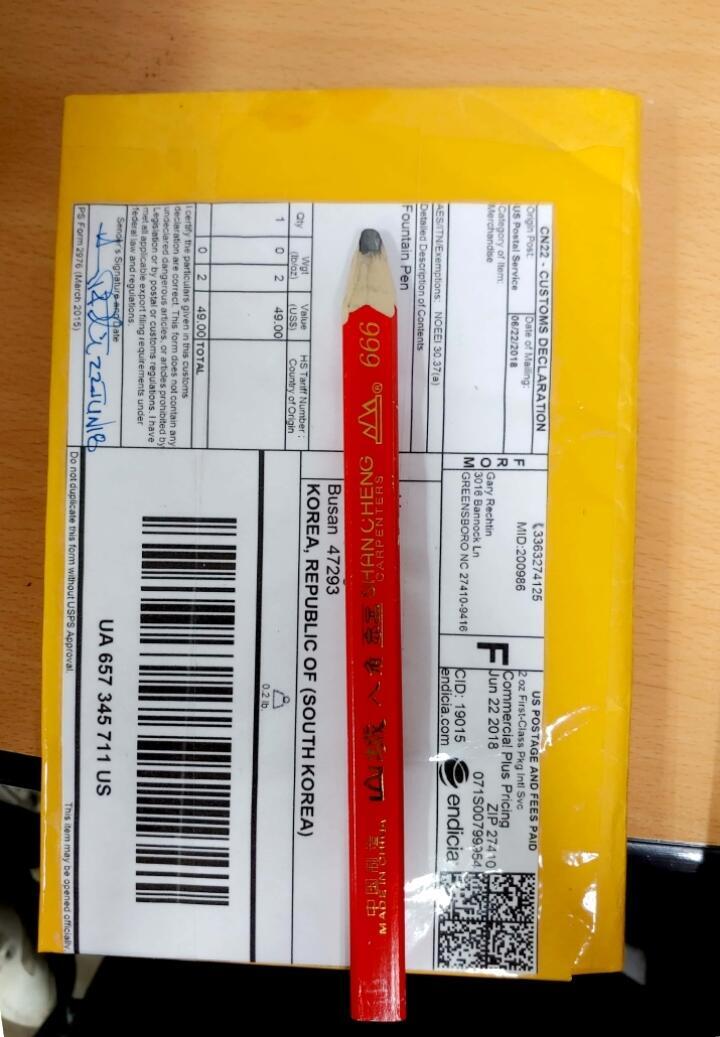 CN22 - CUSTOMS DECLARATION
Origin Post:
US Postal Service
Date of Mailing:
06/22/2018
Category of Item:
Merchandise
AES/ITN/Exemptions: NOEEI 30.37(a)
Detailed Description of Contents
Fountain Pen
Qty
Wgt
(lb/oz)
Value
(US$)
HS Tariff Number ;
Country of Origin
1 0 2 49.00
0 2 49.00 TOTAL
I certify the particulars given in this customs
declaration are correct. This form does not contain any
undeclared dangerous articles, or articles prohibited by
Legislation or by postal or customs regulations. I have
met all applicable export filing requirements under
federal law and regulations.
Sender's Signature and Date
PS Form 2976 (March 2015)
3363274125
MID:200986
FROM
Gary Rechtin
3016 Bannock Ln
GREENSBORO NC 27410-9416
F
US POSTAGE AND FEES PAID
2 oz First-Class Pkg Intl Svc
Commercial Plus Pricing
Jun 22 2018 ZIP 27410
071S00799954
CID: 19015
endicia.com
endicia
Busan 47293
KOREA, REPUBLIC OF (SOUTH KOREA)
0.2 lb.
UA 657 345 711 US
Do not duplicate this form without USPS Approval.
This item may be opened officially
999
®
CARPENTERS
SHANCHENG
MADE IN CHINA
中国制造